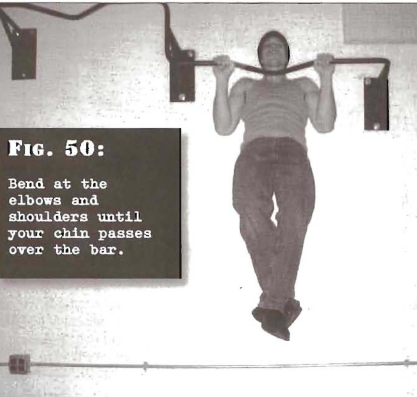 Fig. 50:
Bend at the
elbows and
shoulders until
your chin passes
over the bar.